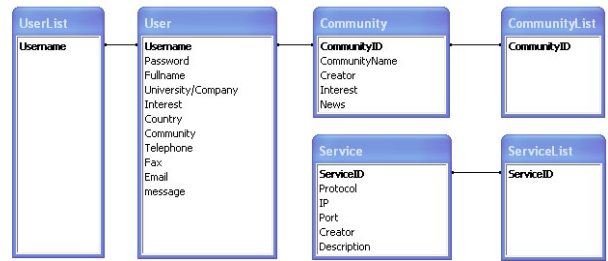 UserList
Username
User
Username
Password
Fullname
University/Company
Interest
Country
Community
Telephone
Fax
Email
message
Community
CommunityID
CommunityName
Creator
Interest
News
CommunityList
CommunityID
Service
ServiceID
Protocol
IP
Port
Creator
Description
ServiceList
ServiceID